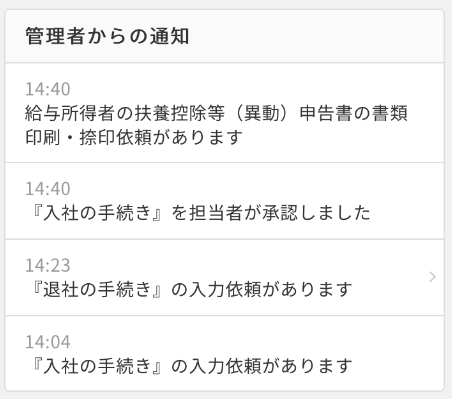 管理者からの通知
14:40
給与所得者の扶養控除等（異動）申告書の書類
印刷・捺印依頼があります
14:40
『入社の手続き』を担当者が承認しました
14:23
『退社の手続き』の入力依頼があります
14:04
『入社の手続き』の入力依頼があります